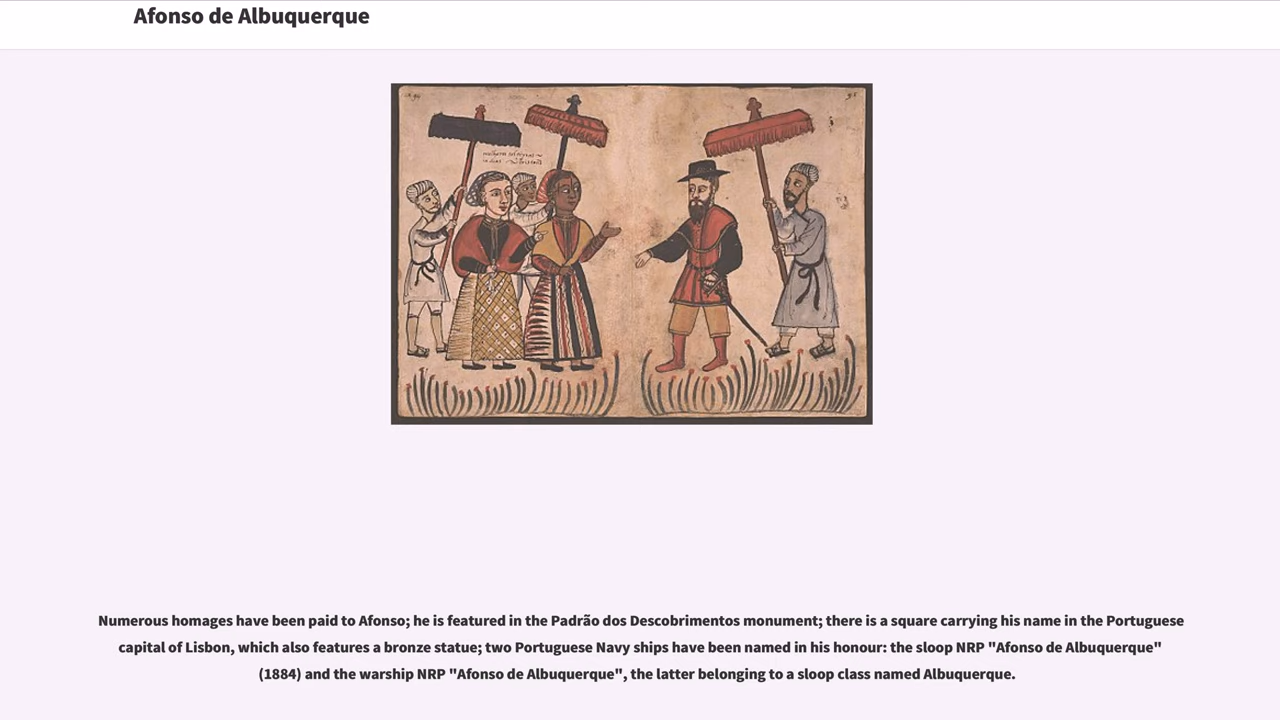 Afonso de Albuquerque
Numerous homages have been paid to Afonso; he is featured in the Padrão dos Descobrimentos monument; there is a square carrying his name in the Portuguese
capital of Lisbon, which also features a bronze statue; two Portuguese Navy ships have been named in his honour: the sloop NRP "Afonso de Albuquerque"
(1884) and the warship NRP "Afonso de Albuquerque", the latter belonging to a sloop class named Albuquerque.